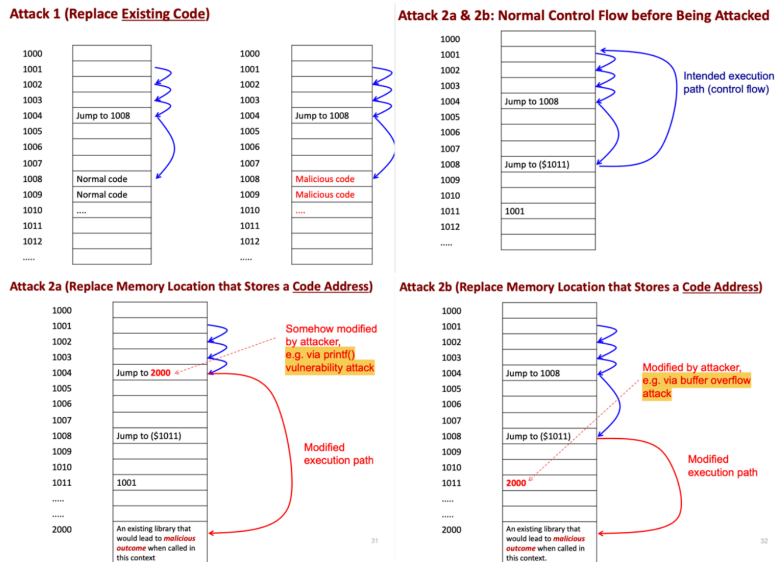 Attack 1 (Replace Existing Code)
1000
1001
1002
1003
1004 Jump to 1008
1005
1006
1007
1008 Normal code
1009 Normal code
1010 ....
1011
1012
.....
1000
1001
1002
1003
1004 Jump to 1008
1005
1006
1007
1008 Malicious code
1009 Malicious code
1010 ....
1011
1012
.....
Attack 2a & 2b: Normal Control Flow before Being Attacked
1000
1001
1002
1003
1004 Jump to 1008
1005
1006
1007
1008 Jump to ($1011)
1009
1010
1011 1001
1012
.....
Intended execution
path (control flow)
Attack 2a (Replace Memory Location that Stores a Code Address)
1000
1001
1002
1003
1004 Jump to 2000
1005
1006
1007
1008 Jump to ($1011)
1009
1010
1011 1001
.....
.....
2000 An existing library that
would lead to malicious
outcome when called in
this context
Somehow modified
by attacker,
e.g. via printf()
vulnerability attack
Modified
execution path
31
Attack 2b (Replace Memory Location that Stores a Code Address)
1000
1001
1002
1003
1004 Jump to 1008
1005
1006
1007
1008 Jump to ($1011)
1009
1010
1011 2000
.....
.....
2000 An existing library that
would lead to malicious
outcome when called in
this context.
Modified by attacker,
e.g. via buffer overflow
attack
Modified
execution path
32